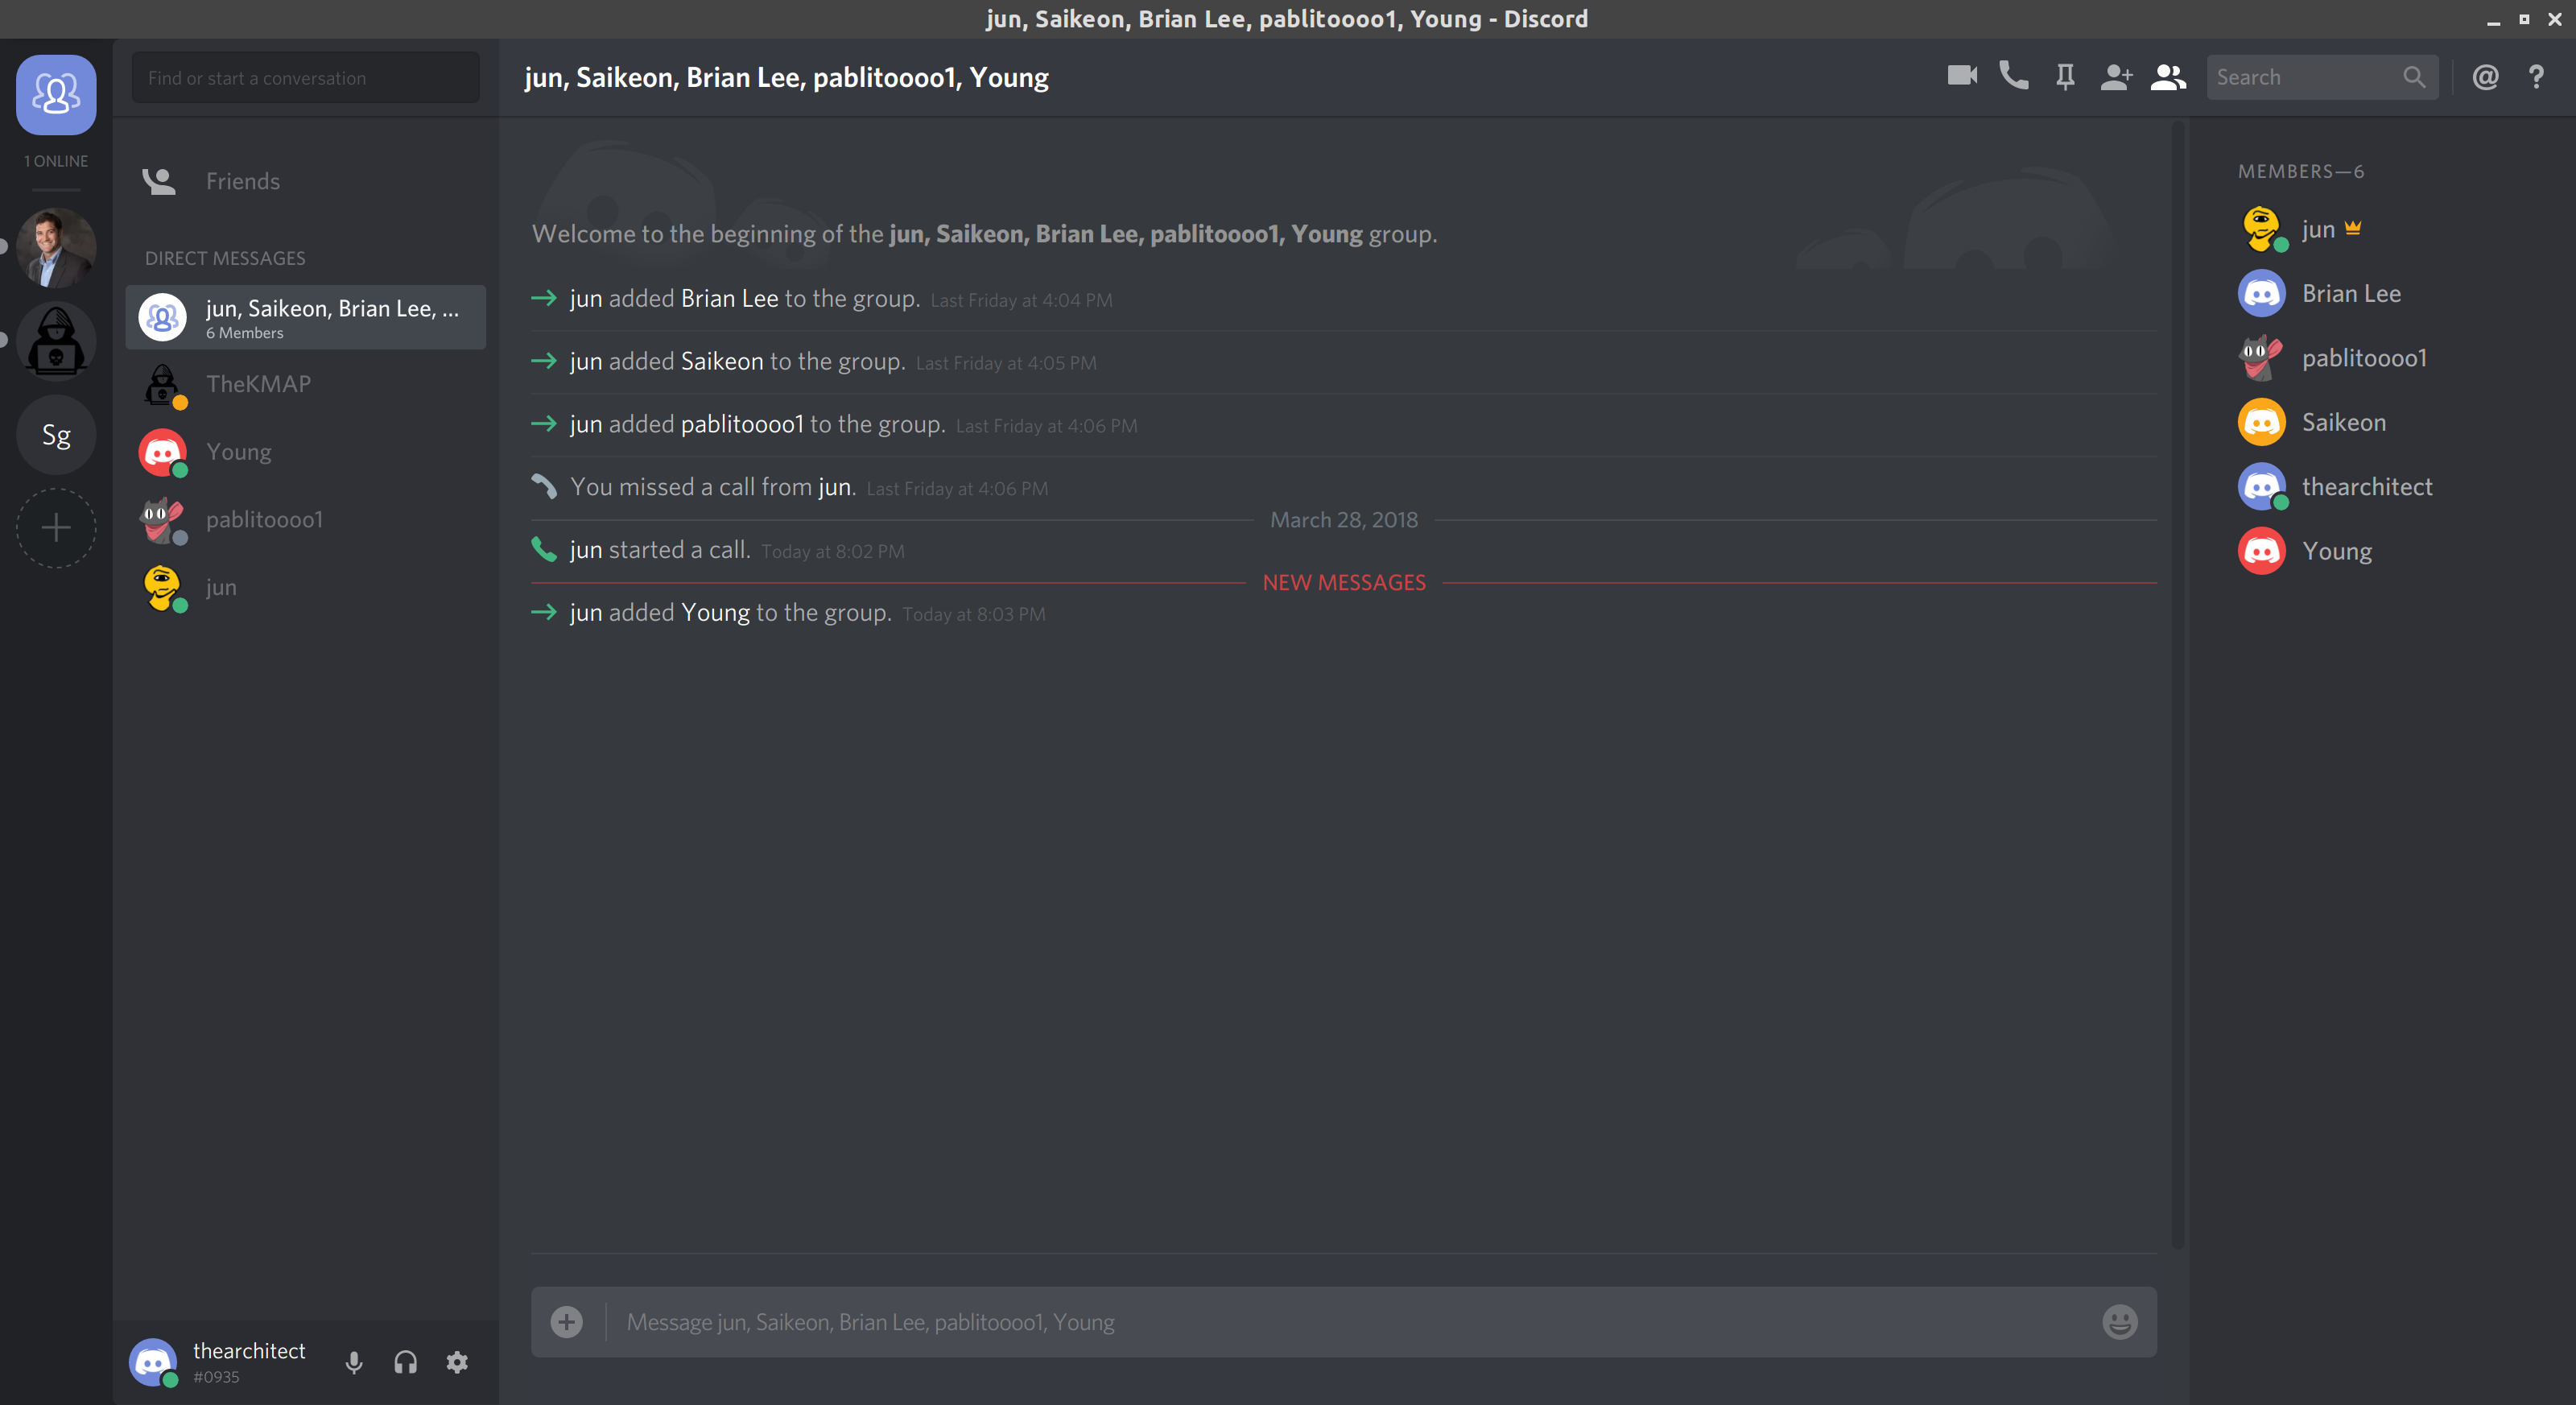 jun, Saikeon, Brian Lee, pablitoooo1, Young - Discord
Find or start a conversation
jun, Saikeon, Brian Lee, pablitoooo1, Young
Search
1 ONLINE
Sg
Friends
DIRECT MESSAGES
jun, Saikeon, Brian Lee, ...
6 Members
TheKMAP
Young
pablitoooo1
jun
thearchitect
#0935
Welcome to the beginning of the jun, Saikeon, Brian Lee, pablitoooo1, Young group.
jun added Brian Lee to the group. Last Friday at 4:04 PM
jun added Saikeon to the group. Last Friday at 4:05 PM
jun added pablitoooo1 to the group. Last Friday at 4:06 PM
You missed a call from jun. Last Friday at 4:06 PM
March 28, 2018
jun started a call. Today at 8:02 PM
NEW MESSAGES
jun added Young to the group. Today at 8:03 PM
Message jun, Saikeon, Brian Lee, pablitoooo1, Young
MEMBERS—6
jun
Brian Lee
pablitoooo1
Saikeon
thearchitect
Young